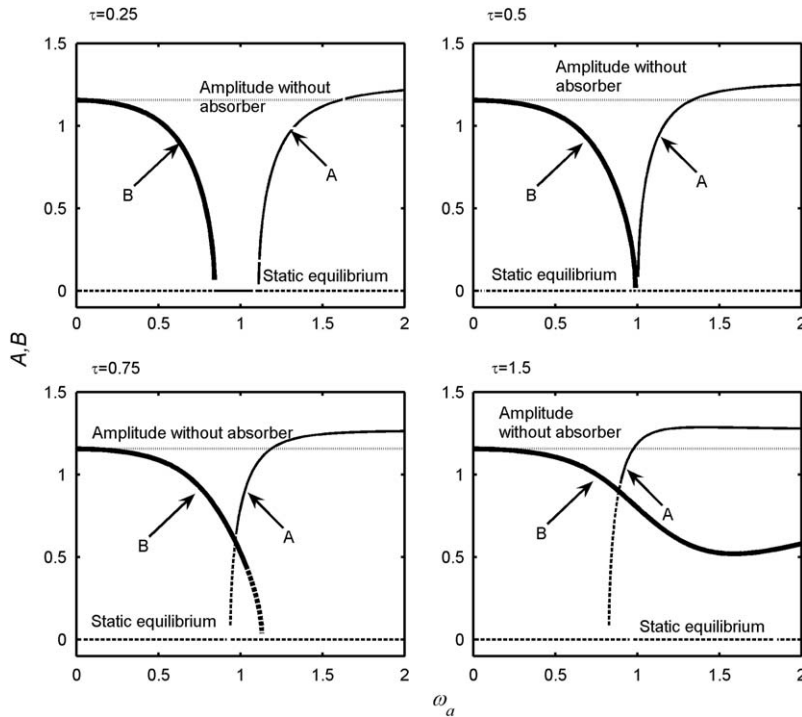 τ=0.25
1.5
Amplitude without
absorber
1
B
A
0.5
Static equilibrium
0
0
0.5
1
1.5
2
τ=0.5
1.5
Amplitude without
absorber
1
B
A
0.5
Static equilibrium
0
0
0.5
1
1.5
2
A,B
τ=0.75
1.5
Amplitude without absorber
1
B
A
0.5
Static equilibrium
0
0
0.5
1
1.5
2
τ=1.5
1.5
Amplitude
without absorber
1
B
A
0.5
Static equilibrium
0
0
0.5
1
1.5
2
ω_a